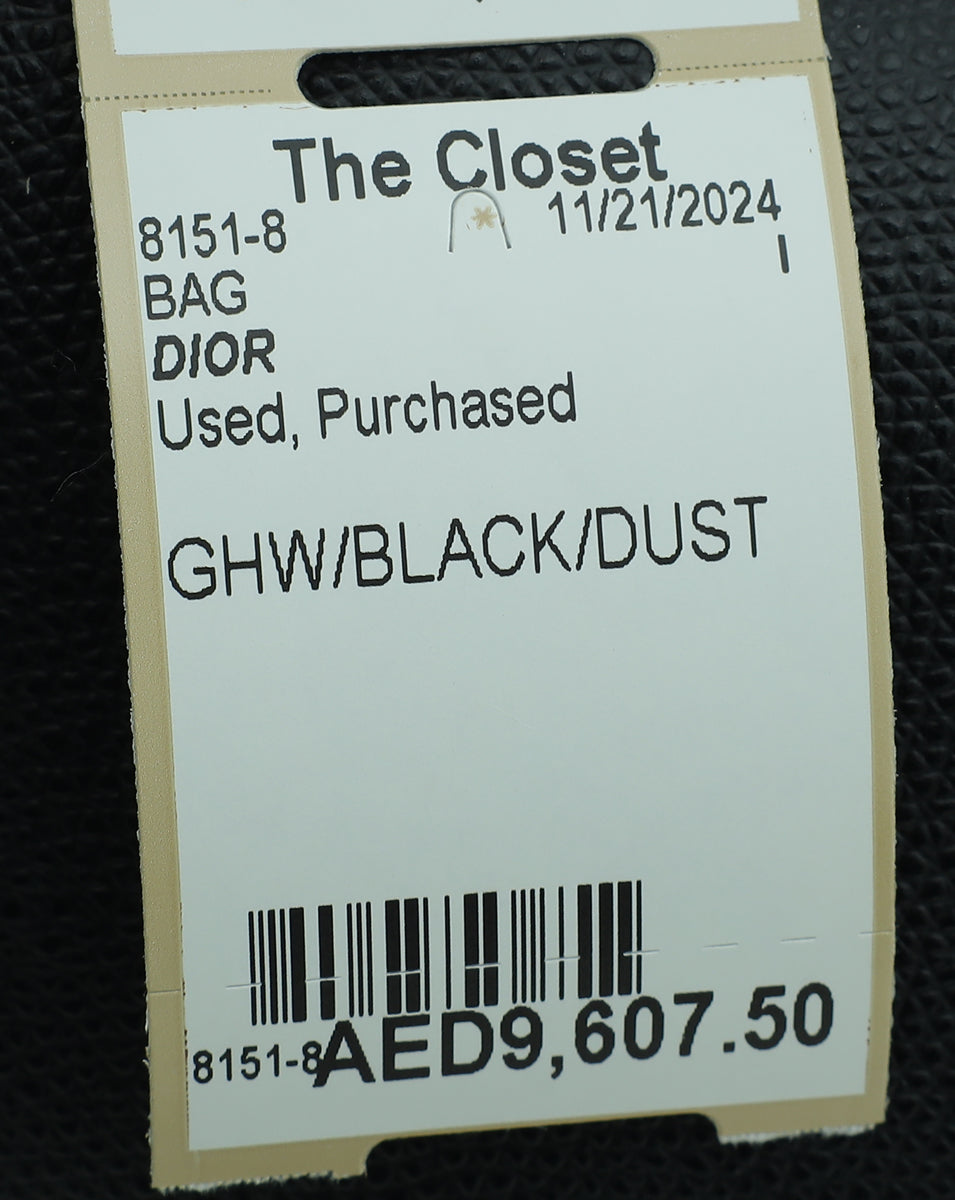 The Closet
8151-8 11/21/2024
BAG I
DIOR
Used, Purchased
GHW/BLACK/DUST
8151-8 AED9,607.50